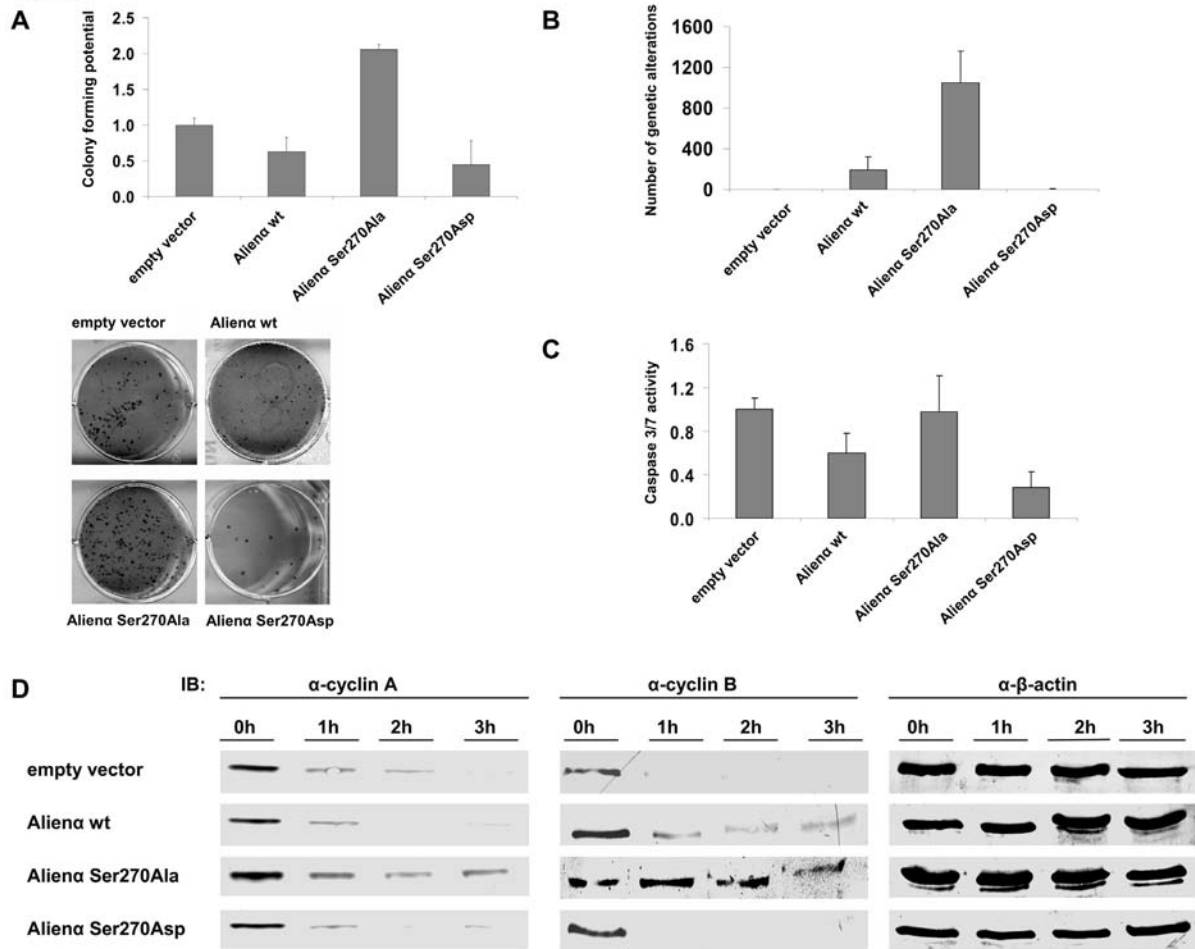 A
Colony forming potential
2.5
2.0
1.5
1.0
0.5
0.0
empty vector
Alienα wt
Alienα Ser270Ala
Alienα Ser270Asp
empty vector Alienα wt
Alienα Ser270Ala Alienα Ser270Asp
B
Number of genetic alterations
1600
1200
800
400
0
empty vector
Alienα wt
Alienα Ser270Ala
Alienα Ser270Asp
C
Caspase 3/7 activity
1.6
1.2
0.8
0.4
0.0
empty vector
Alienα wt
Alienα Ser270Ala
Alienα Ser270Asp
D
IB: α-cyclin A α-cyclin B α-β-actin
0h 1h 2h 3h 0h 1h 2h 3h 0h 1h 2h 3h
empty vector
Alienα wt
Alienα Ser270Ala
Alienα Ser270Asp